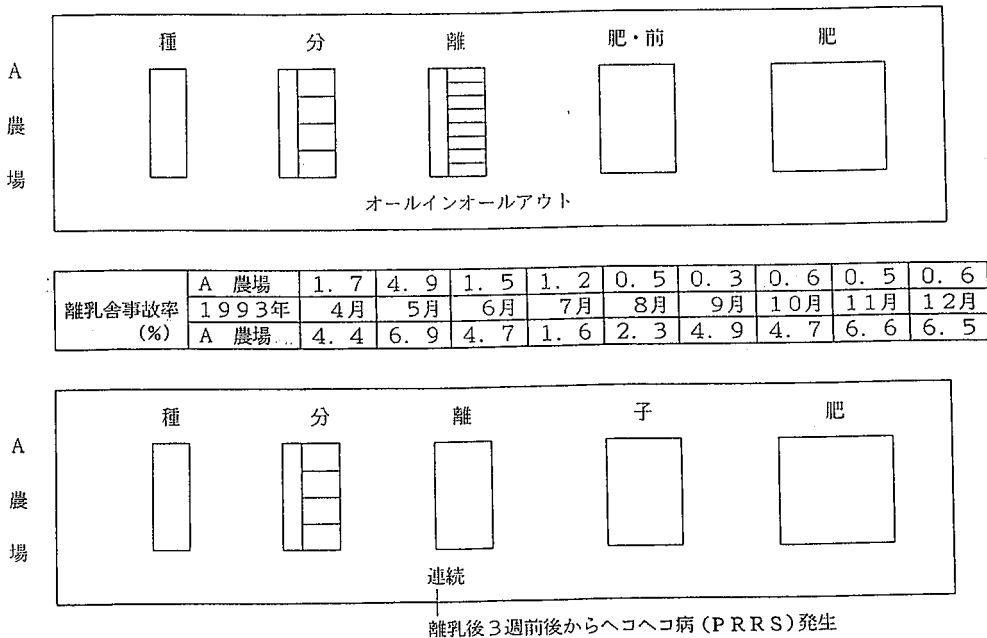 種 分 離 肥・前 肥
A農場
オールインオールアウト
離乳舎事故率(%)
A 農場 1.7 4.9 1.5 1.2 0.5 0.3 0.6 0.5 0.6
1993年 4月 5月 6月 7月 8月 9月 10月 11月 12月
A 農場 4.4 6.9 4.7 1.6 2.3 4.9 4.7 6.6 6.5
種 分 離 子 肥
A農場
連続
離乳後3週前後からヘコヘコ病(PRRS)発生